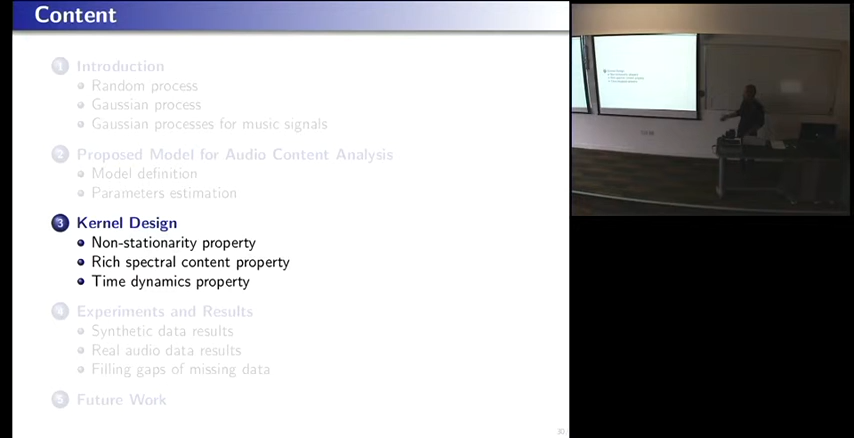 Content
1 Introduction
Random process
Gaussian process
Gaussian processes for music signals
2 Proposed Model for Audio Content Analysis
Model definition
Parameters estimation
3 Kernel Design
Non-stationarity property
Rich spectral content property
Time dynamics property
4 Experiments and Results
Synthetic data results
Real audio data results
Filling gaps of missing data
5 Future Work
30